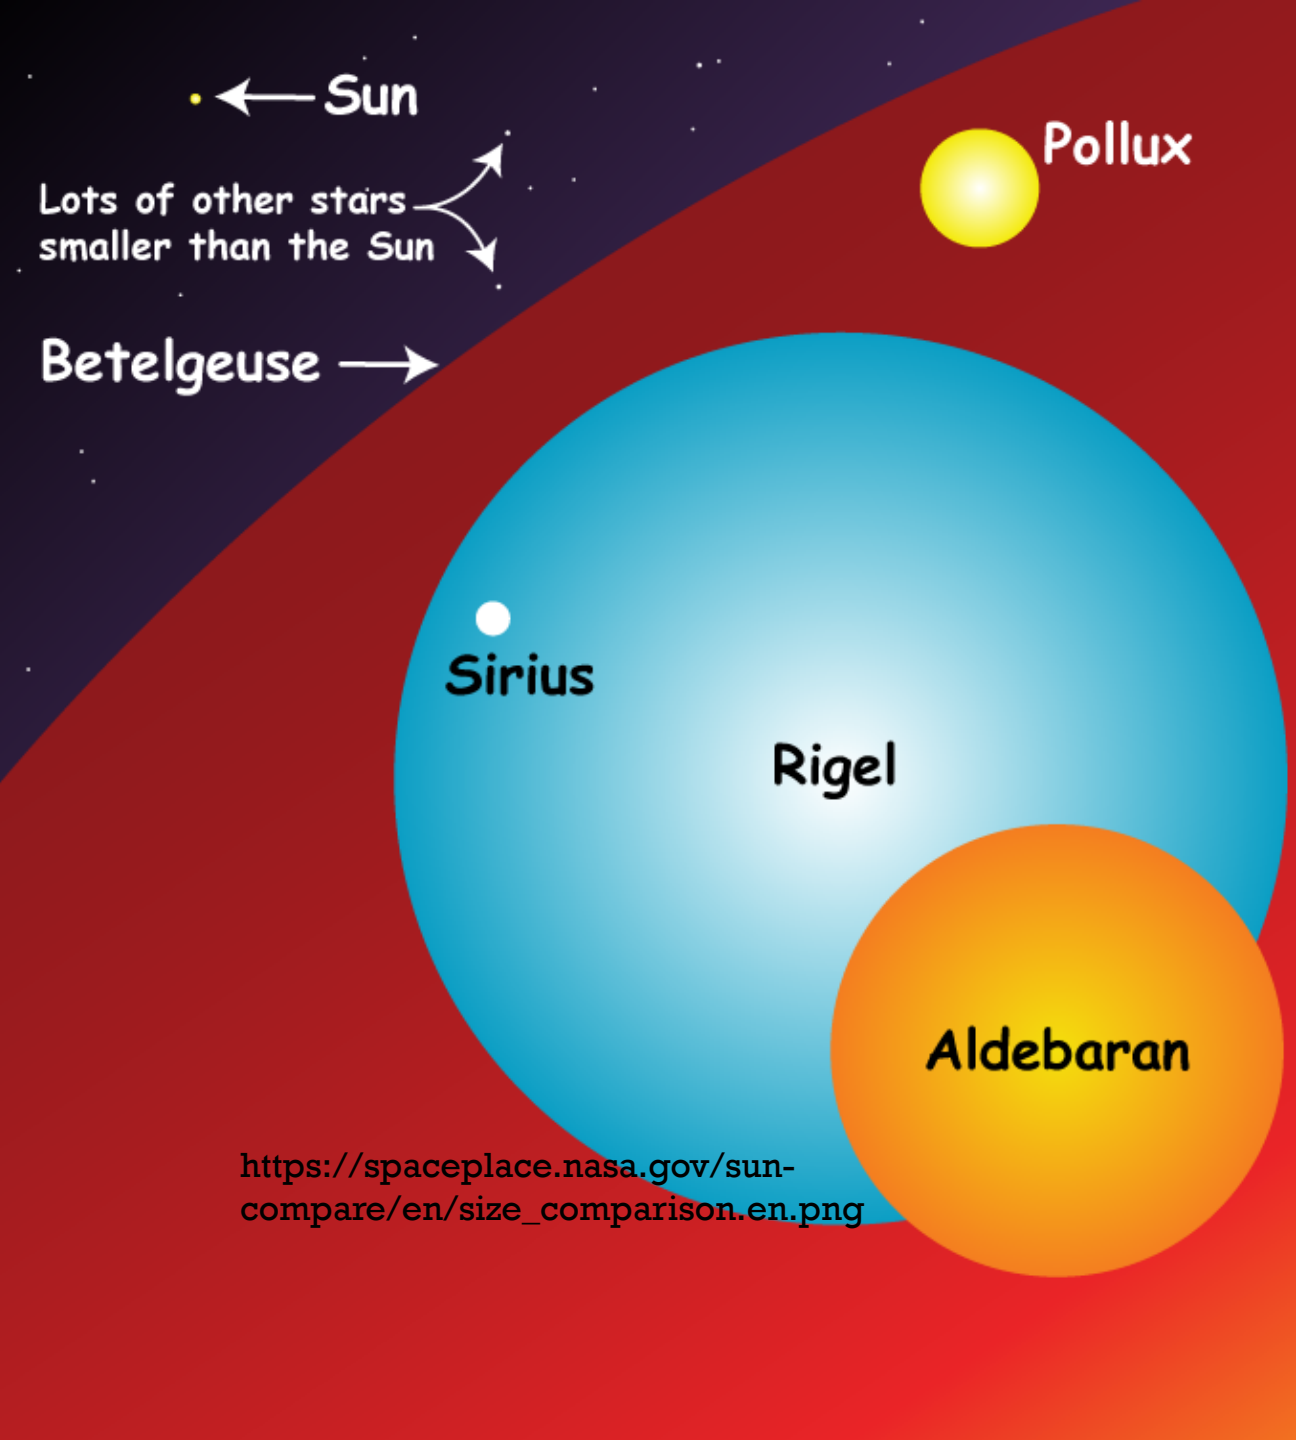 Sun
Pollux
Lots of other stars
smaller than the Sun
Betelgeuse
Sirius
Rigel
Aldebaran
https://spaceplace.nasa.gov/sun-
compare/en/size_comparison.en.png